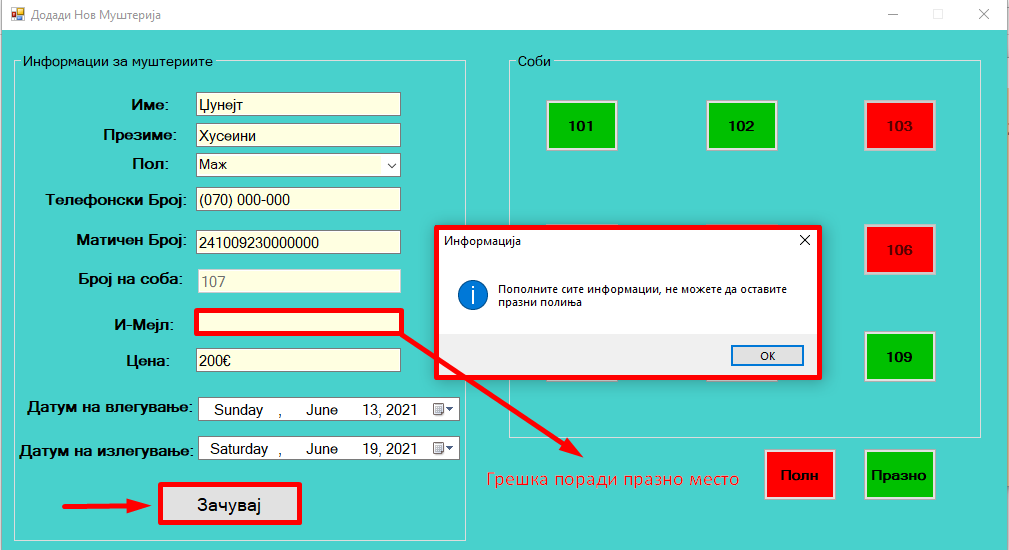 Додади Нов Муштерија
Информации за муштериите
Име: Џунејт
Презиме: Хусеини
Пол: Маж
Телефонски Број: (070) 000-000
Матичен Број: 241009230000000
Број на соба: 107
И-Мејл:
Цена: 200€
Датум на влегување: Sunday , June 13, 2021
Датум на излегување: Saturday , June 19, 2021
Зачувај
Соби
101 102 103
106
109
Информација
Пополните сите информации, не можете да оставите
празни полиња
OK
Грешка поради празно место
Полн Празно